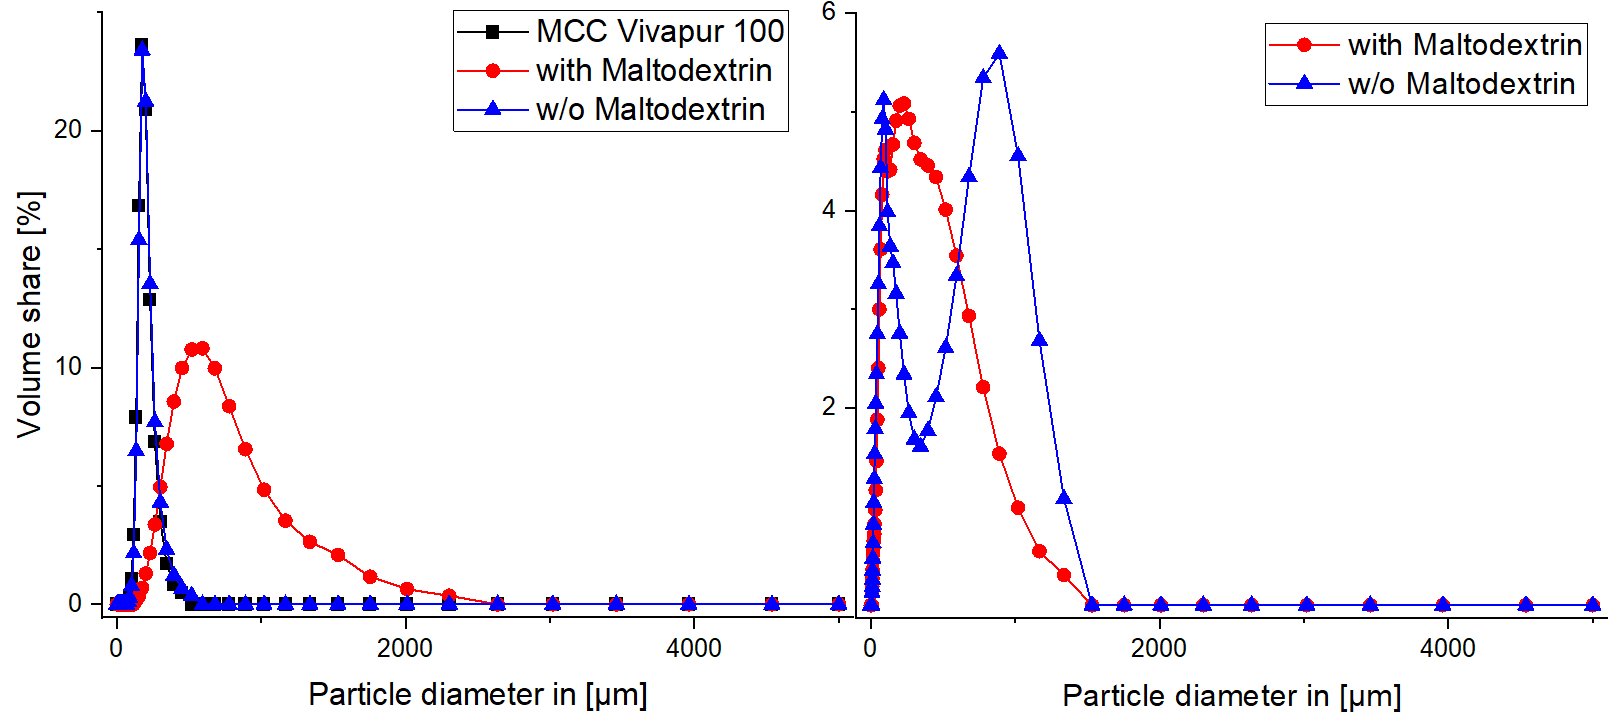 MCC Vivapur 100
with Maltodextrin
w/o Maltodextrin
Volume share [%]
20
10
0
0
2000
4000
Particle diameter in [µm]
with Maltodextrin
w/o Maltodextrin
6
4
2
0
2000
4000
Particle diameter in [µm]